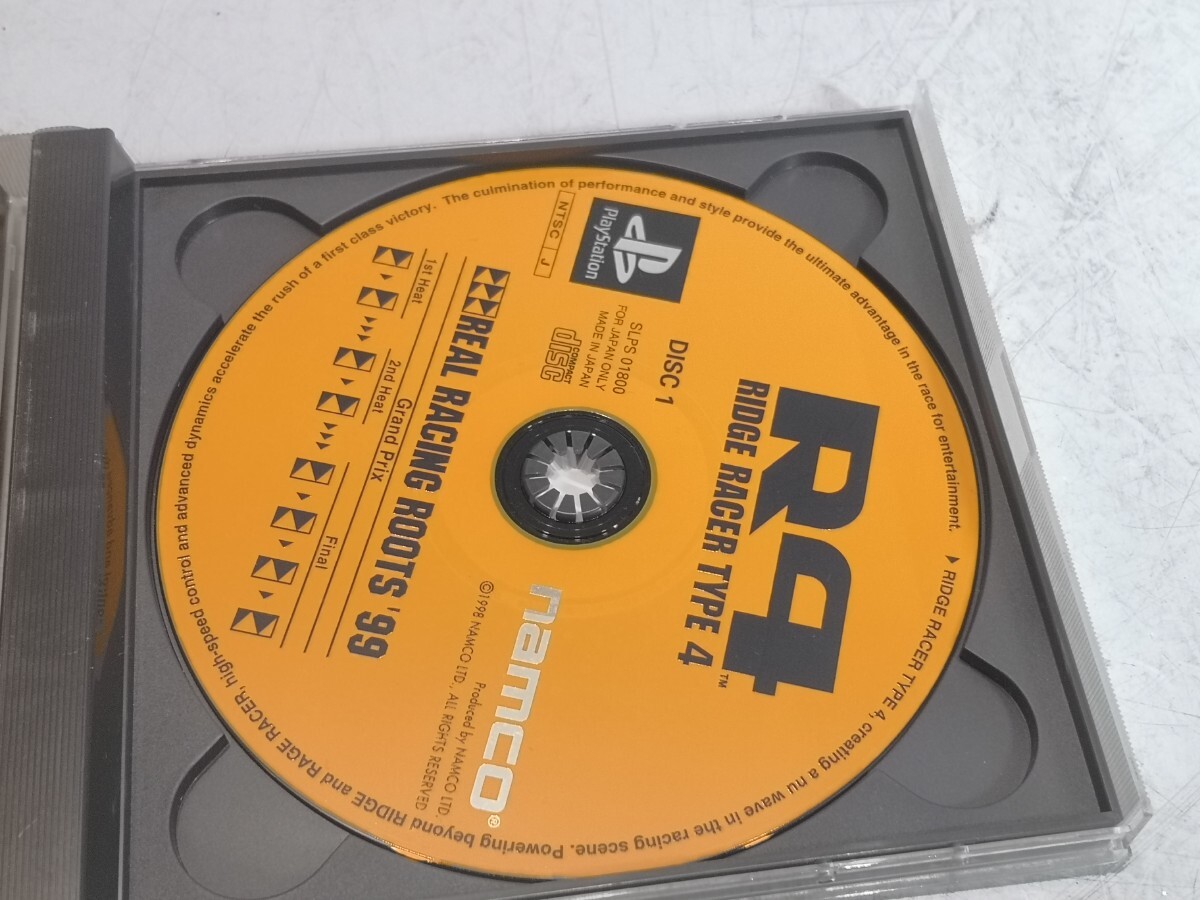 R4
RIDGE RACER TYPE 4™
DISC 1
SLPS 01800
FOR JAPAN ONLY
MADE IN JAPAN
COMPACT
disc
PlayStation
NTSC J
namco®
Produced by NAMCO LTD.,
©1998 NAMCO LTD., ALL RIGHTS RESERVED
REAL RACING ROOTS '99
Grand Prix
1st Heat
2nd Heat
Final
RIDGE RACER TYPE 4, creating a nu wave in the racing scene. Powering beyond RIDGE and RAGE RACER, high-speed control and advanced dynamics accelerate the rush of a first class victory. The culmination of performance and style provide the ultimate advantage in the race for entertainment.